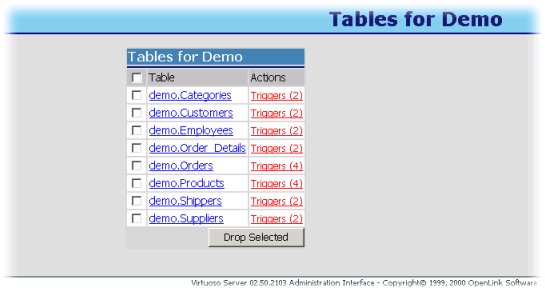 Tables for Demo
Tables for Demo
Table Actions
demo.Categories Triggers (2)
demo.Customers Triggers (2)
demo.Employees Triggers (2)
demo.Order_Details Triggers (2)
demo.Orders Triggers (4)
demo.Products Triggers (4)
demo.Shippers Triggers (2)
demo.Suppliers Triggers (2)
Drop Selected
Virtuoso Server 02.50.2103 Administration Interface - Copyright© 1999, 2000 OpenLink Software